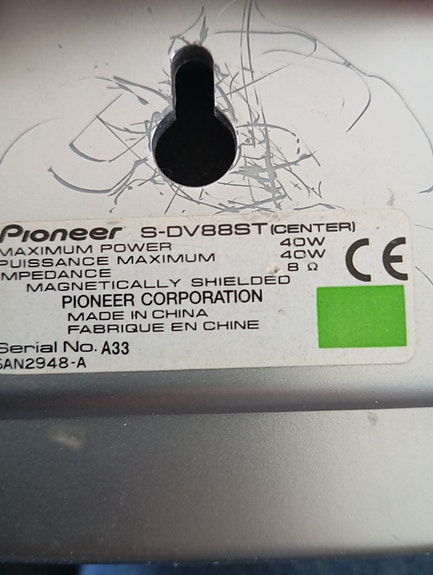 Pioneer S-DV88ST (CENTER)
MAXIMUM POWER 40W
PUISSANCE MAXIMUM 40W
IMPEDANCE 8 Ω
MAGNETICALLY SHIELDED
PIONEER CORPORATION
MADE IN CHINA
FABRIQUE EN CHINE
Serial No. A33
SAN2948-A
CE